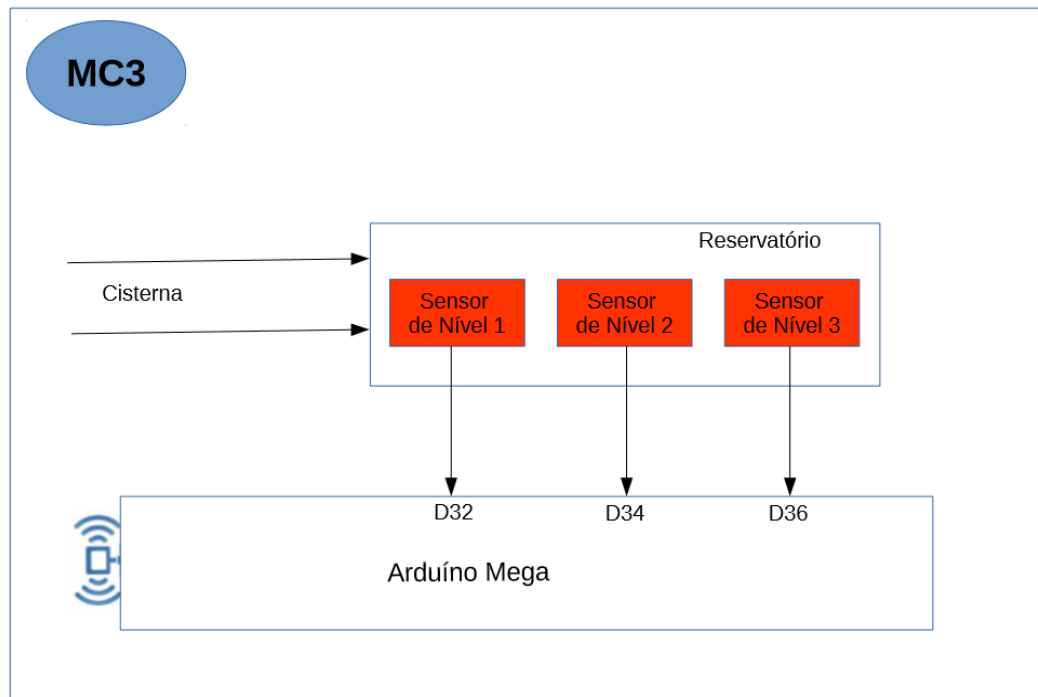 MC3
Reservatório
Cisterna
Sensor
de Nível 1
Sensor
de Nível 2
Sensor
de Nível 3
D32
D34
D36
Arduíno Mega